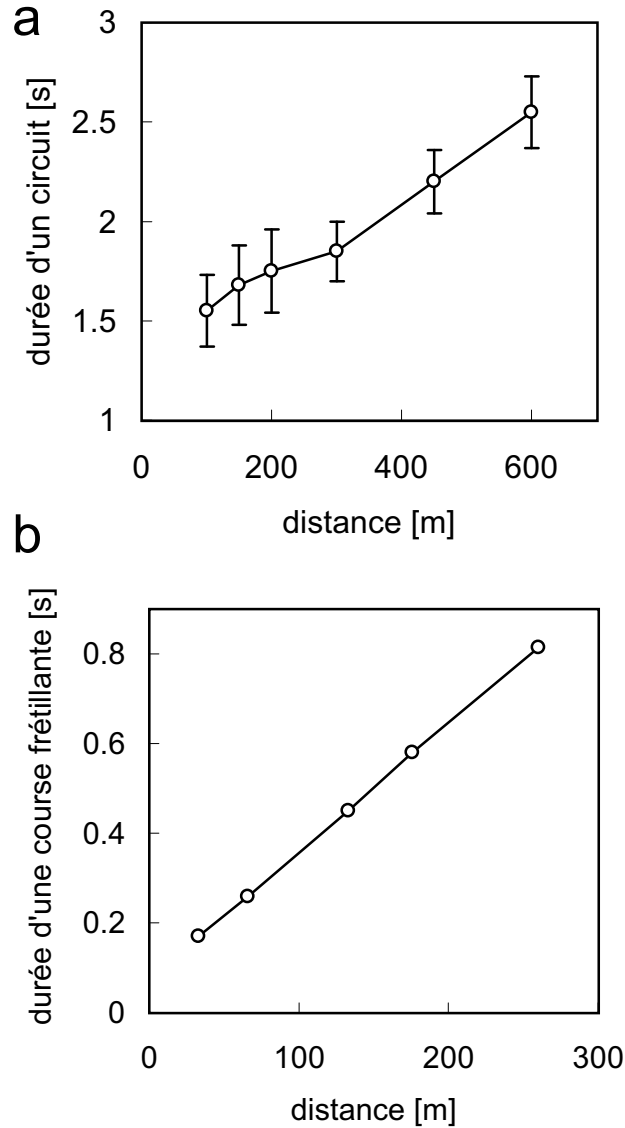 a
durée d'un circuit [s]
3
2.5
2
1.5
1
0 200 400 600
distance [m]
b
durée d'une course frétillante [s]
0.8
0.6
0.4
0.2
0
0 100 200 300
distance [m]